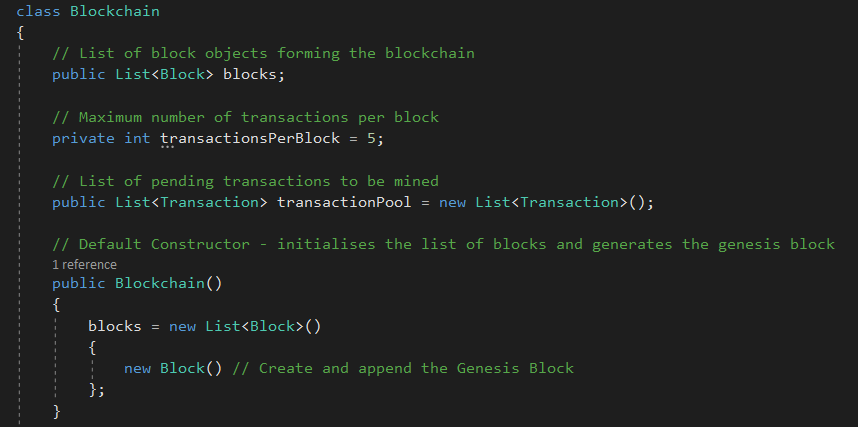 class Blockchain
{
// List of block objects forming the blockchain
public List<Block> blocks;
// Maximum number of transactions per block
private int transactionsPerBlock = 5;
// List of pending transactions to be mined
public List<Transaction> transactionPool = new List<Transaction>();
// Default Constructor - initialises the list of blocks and generates the genesis block
1 reference
public Blockchain()
{
blocks = new List<Block>()
{
new Block() // Create and append the Genesis Block
};
}